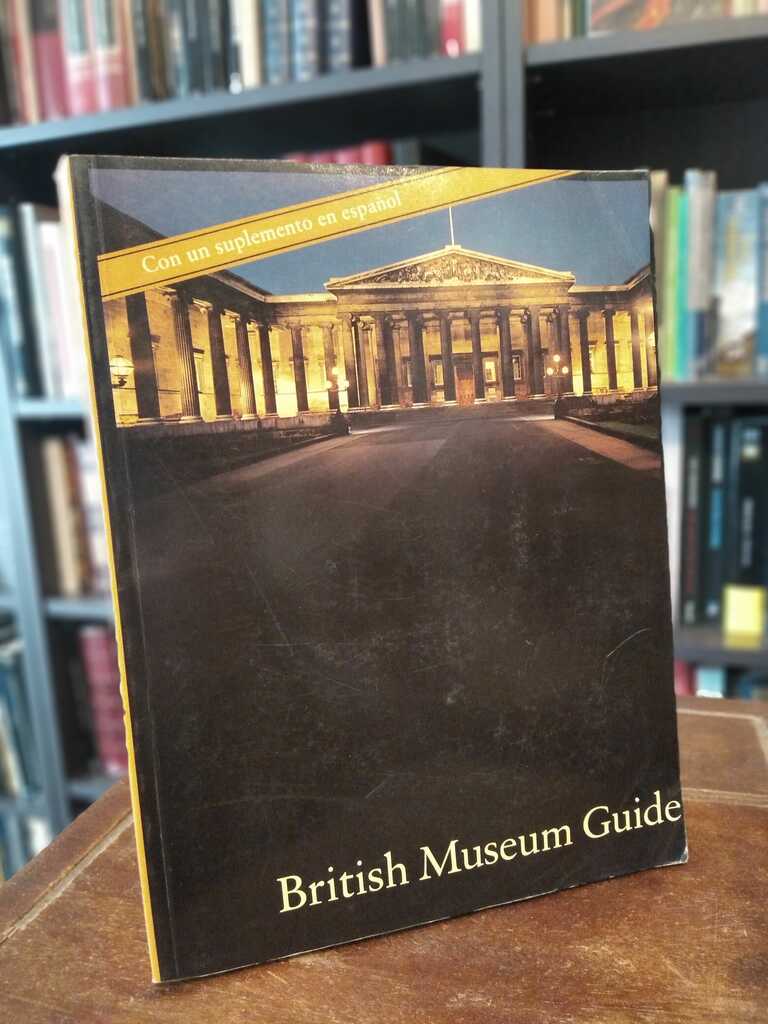 Con un suplemento en español
British Museum Guide